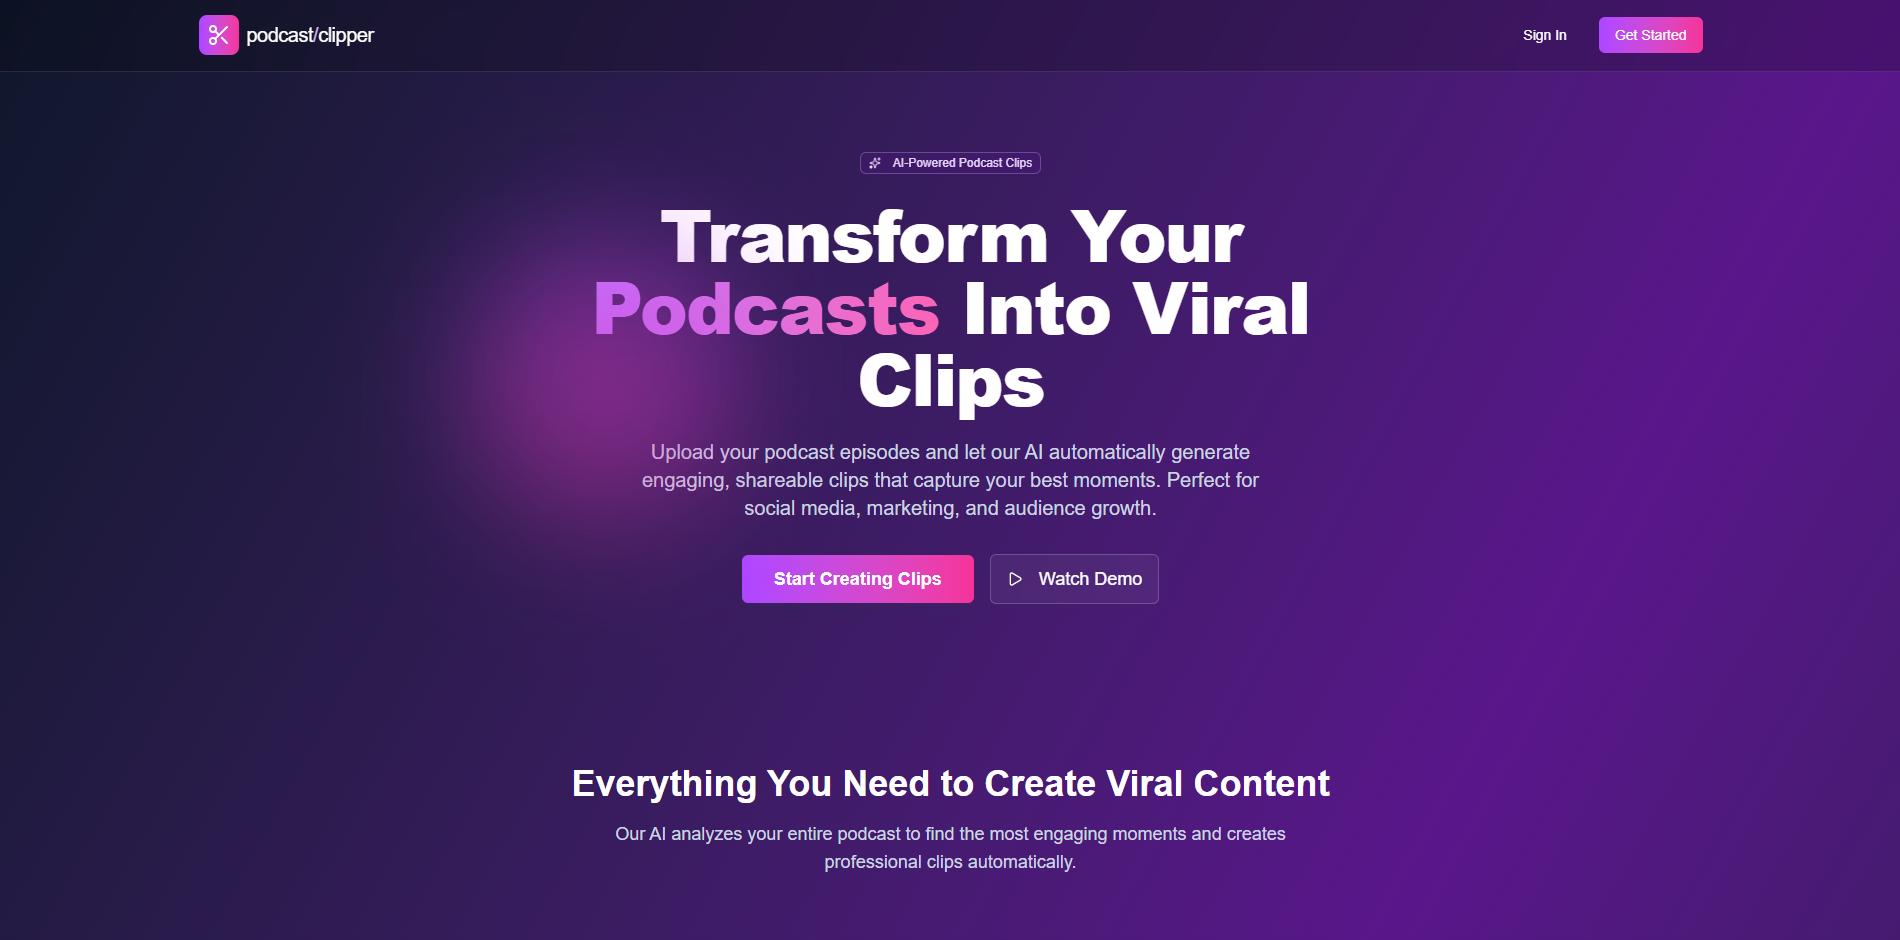 podcast/clipper
Sign In
Get Started
AI-Powered Podcast Clips
Transform Your
Podcasts Into Viral
Clips
Upload your podcast episodes and let our AI automatically generate
engaging, shareable clips that capture your best moments. Perfect for
social media, marketing, and audience growth.
Start Creating Clips
Watch Demo
Everything You Need to Create Viral Content
Our AI analyzes your entire podcast to find the most engaging moments and creates
professional clips automatically.